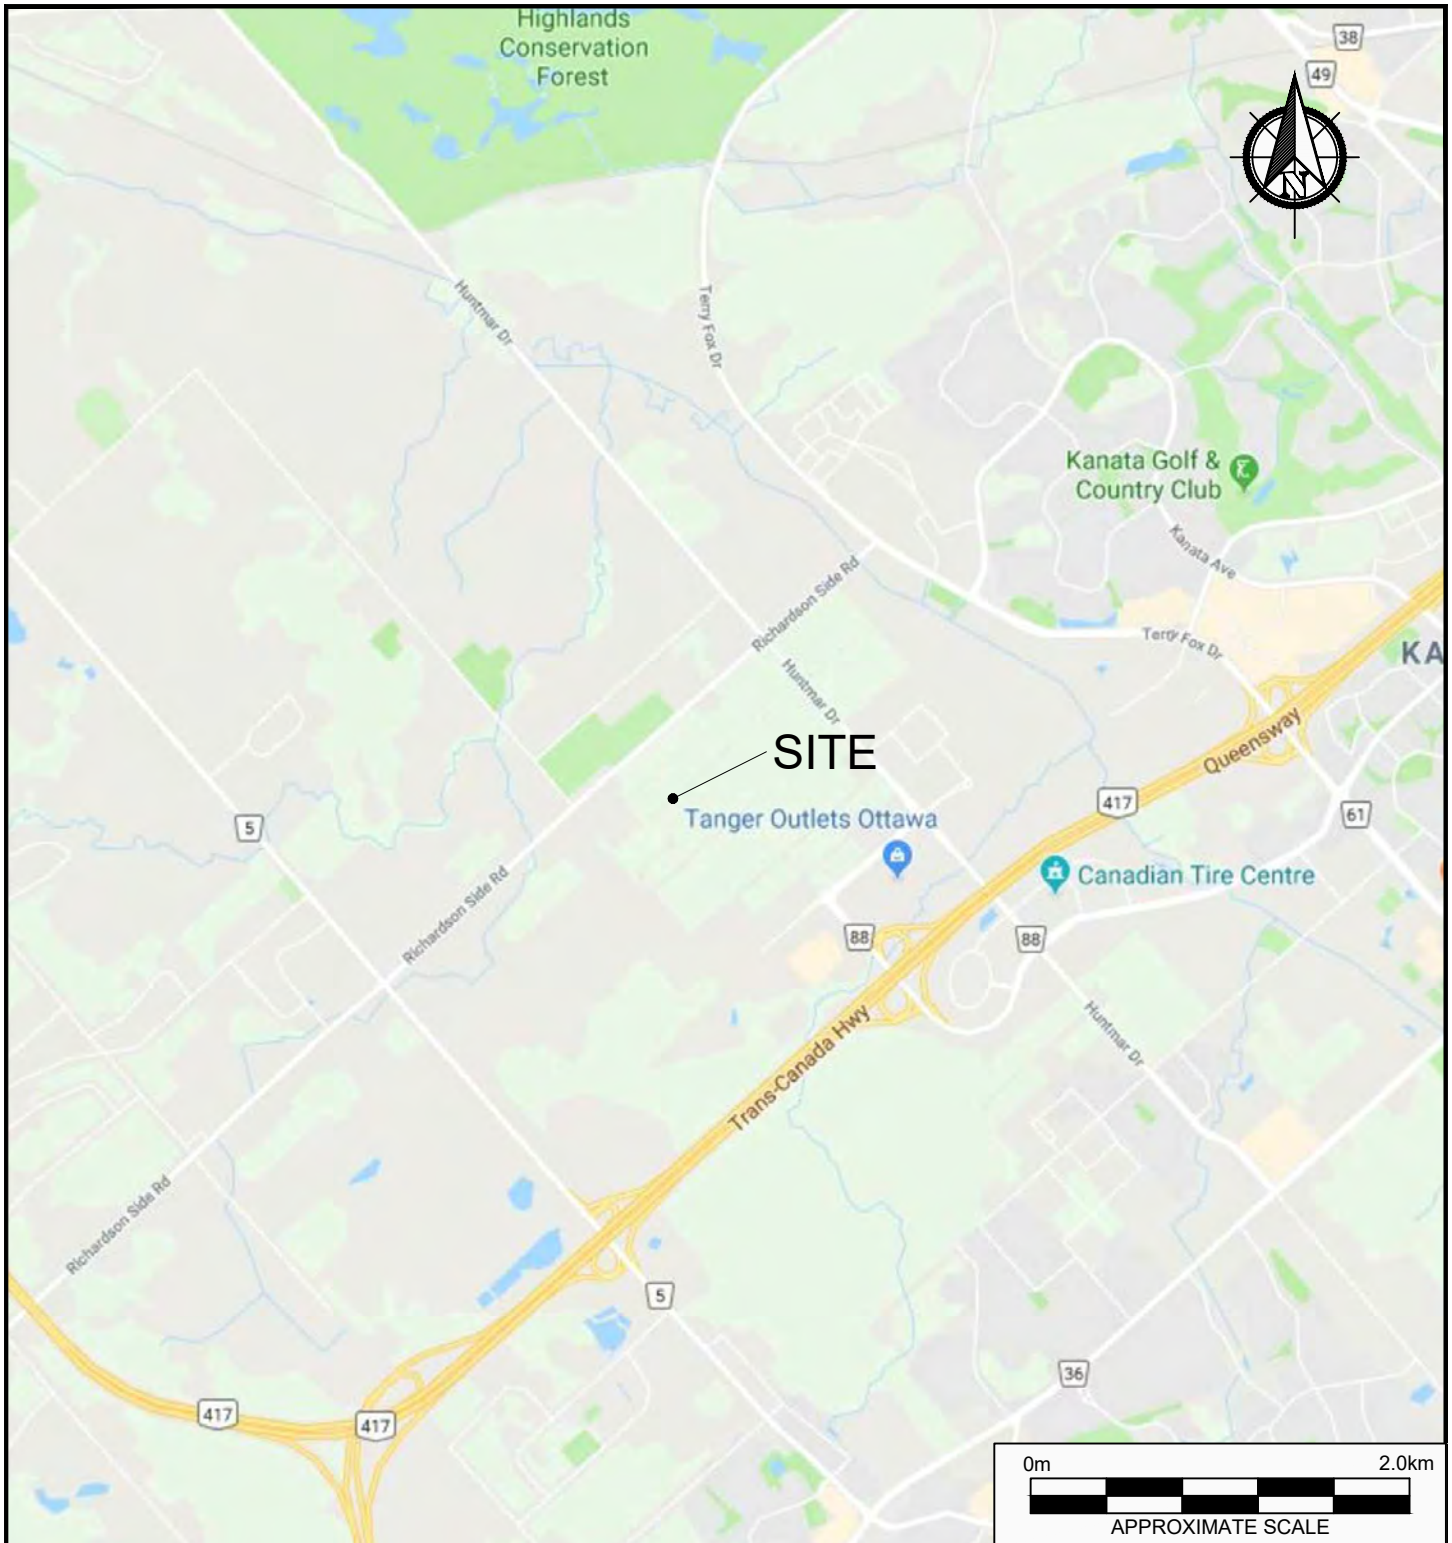 Highlands
Conservation
Forest
38
49
N
Huntmar Dr
Terry Fox Dr
Kanata Golf &
Country Club
Kanata Ave
Richardson Side Rd
Terry Fox Dr
KA
Huntmar Dr
Queensway
SITE
417
Tanger Outlets Ottawa
61
5
Canadian Tire Centre
Richardson Side Rd
88
88
Huntmar Dr
Trans-Canada Hwy
Richardson Side Rd
5
36
417
417
0m
2.0km
APPROXIMATE SCALE